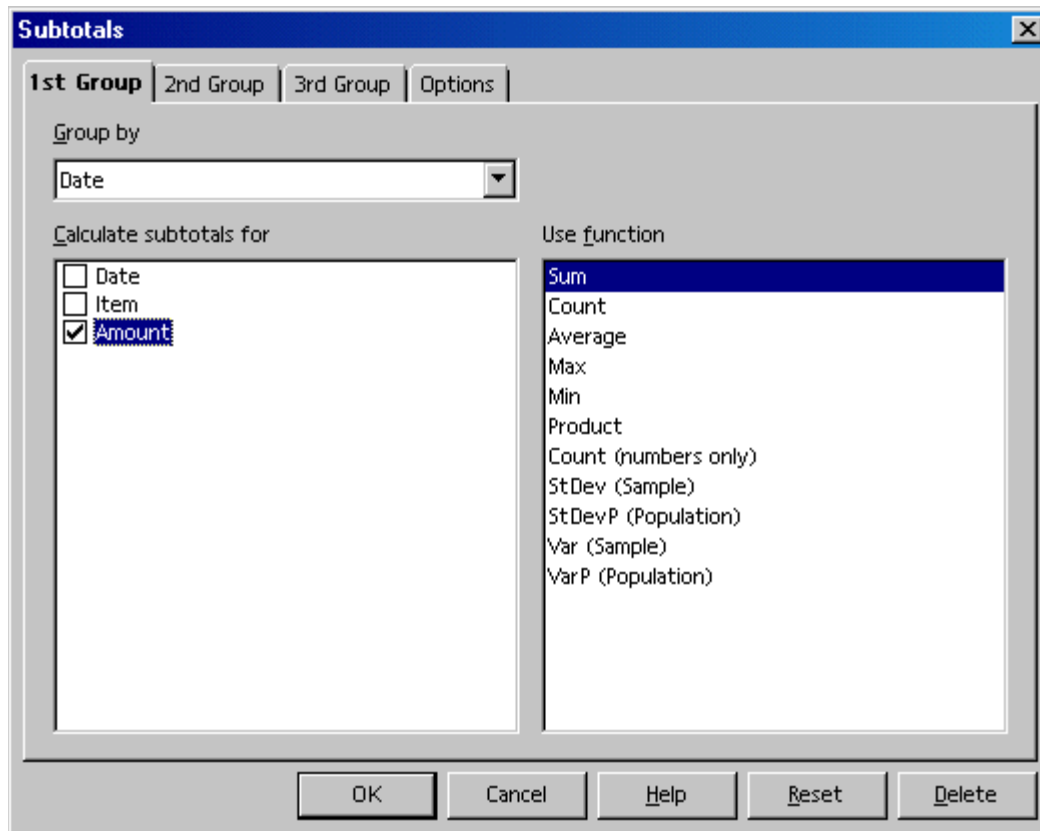 Subtotals
1st Group 2nd Group 3rd Group Options
Group by
Date
Calculate subtotals for
Date
Item
Amount
Use function
Sum
Count
Average
Max
Min
Product
Count (numbers only)
StDev (Sample)
StDevP (Population)
Var (Sample)
VarP (Population)
OK Cancel Help Reset Delete